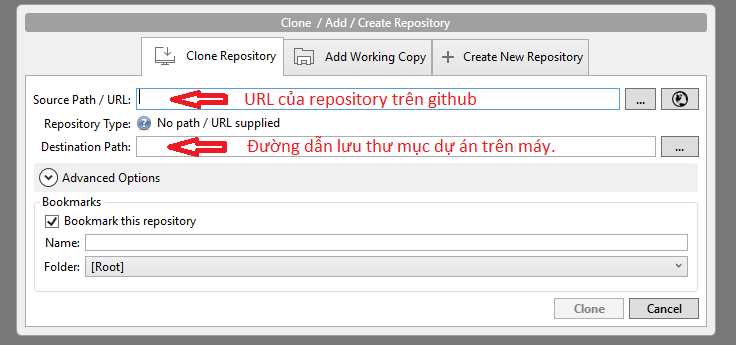 Clone / Add / Create Repository
Clone Repository
Add Working Copy
Create New Repository
Source Path / URL:
URL của repository trên github
...
Repository Type:
? No path / URL supplied
Destination Path:
Đường dẫn lưu thư mục dự án trên máy.
...
Advanced Options
Bookmarks
Bookmark this repository
Name:
Folder:
[Root]
Clone
Cancel